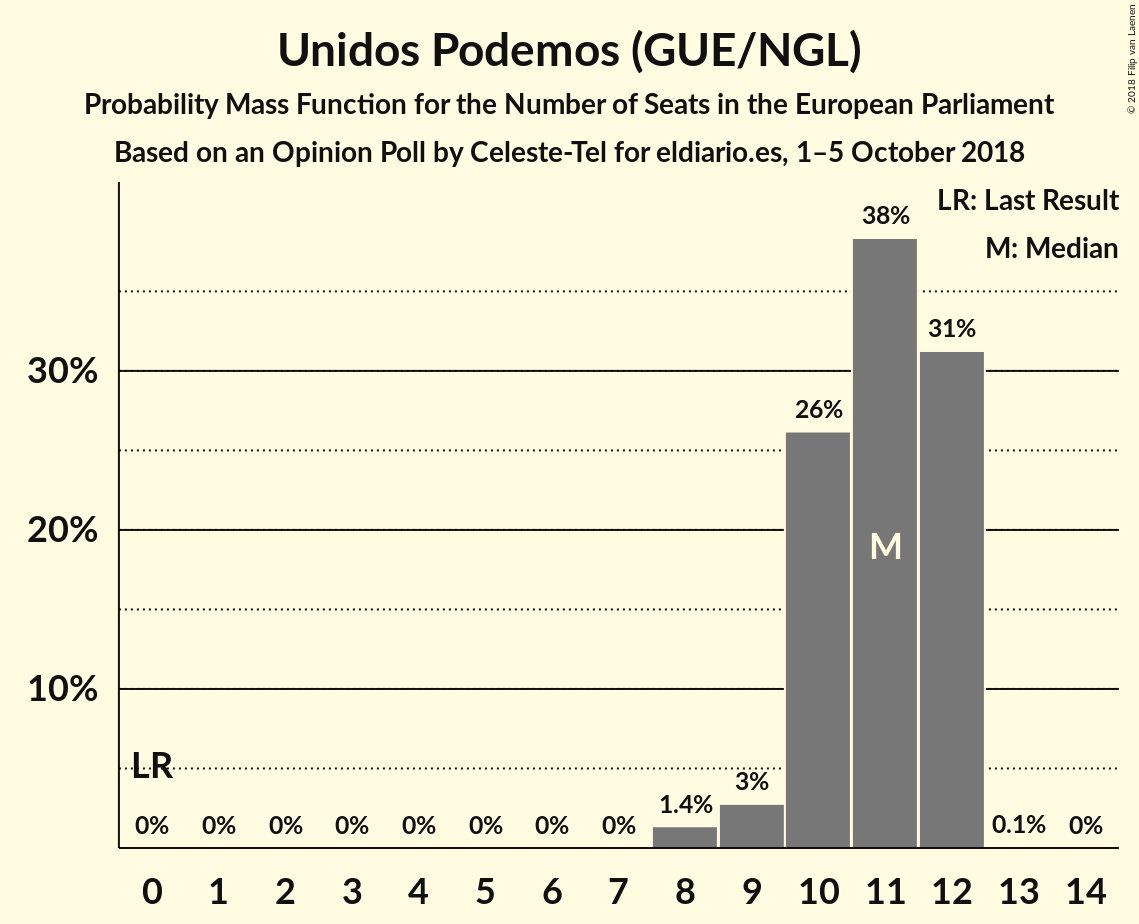 Unidos Podemos (GUE/NGL)
Probability Mass Function for the Number of Seats in the European Parliament
Based on an Opinion Poll by Celeste-Tel for eldiario.es, 1–5 October 2018
© 2018 Filip van Laenen
LR: Last Result
M: Median
38%
31%
30%
26%
20%
M
10%
LR
3%
1.4%
0% 0% 0% 0% 0% 0% 0% 0% 0.1% 0%
0 1 2 3 4 5 6 7 8 9 10 11 12 13 14